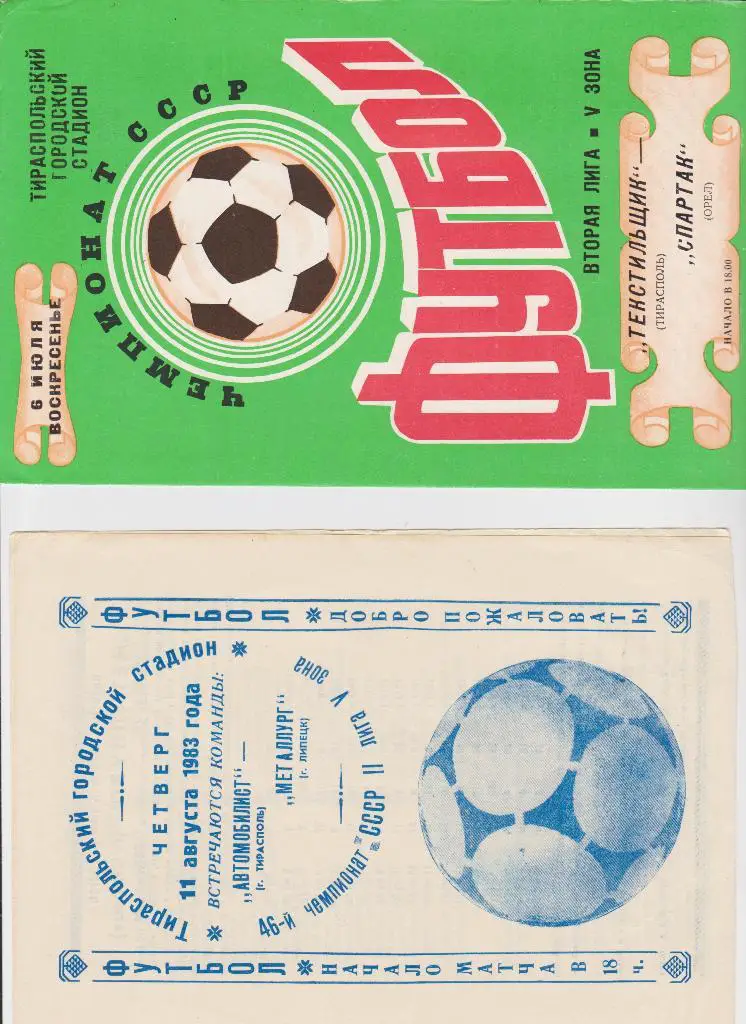 ТИРАСПОЛЬСКИЙ
ГОРОДСКОЙ
СТАДИОН
6 ИЮЛЯ
ВОСКРЕСЕНЬЕ
ЧЕМПИОНАТ СССР
ФУТБОЛ
ВТОРАЯ ЛИГА ■ V ЗОНА
„ТЕКСТИЛЬЩИК“—
(ТИРАСПОЛЬ)
„СПАРТАК“
(ОРЕЛ)
НАЧАЛО В 18.00
ФУТБОЛ ДОБРО ПОЖАЛОВАТЬ!
Тираспольский городской стадион
ЧЕТВЕРГ
11 августа 1983 года
ВСТРЕЧАЮТСЯ КОМАНДЫ:
„АВТОМОБИЛИСТ“ —
(г. ТИРАСПОЛЬ)
„МЕТАЛЛУРГ“
(г. ЛИПЕЦК)
46-й чемпионат СССР II лига V зона
ФУТБОЛ НАЧАЛО МАТЧА В 18 ч.